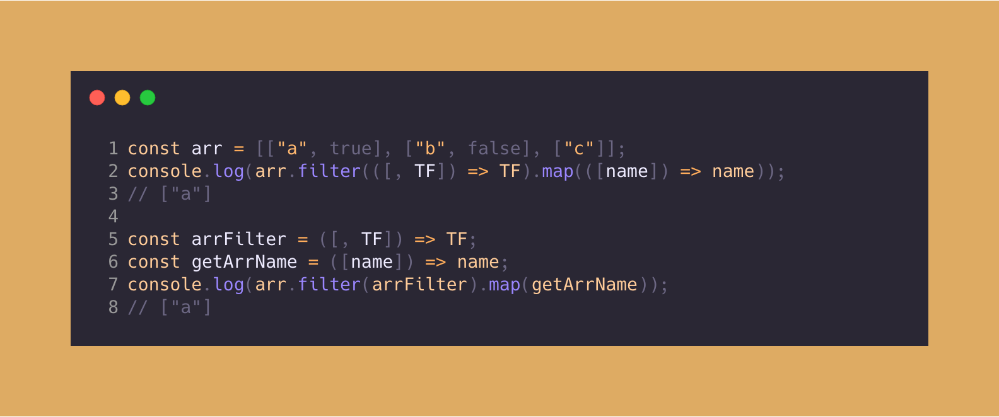 1 const arr = [["a", true], ["b", false], ["c"]];
2 console.log(arr.filter(([, TF]) => TF).map(([name]) => name));
3 // ["a"]
4
5 const arrFilter = ([, TF]) => TF;
6 const getArrName = ([name]) => name;
7 console.log(arr.filter(arrFilter).map(getArrName));
8 // ["a"]